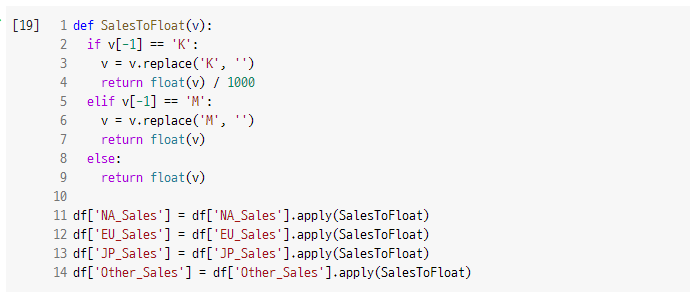 [19] 1 def SalesToFloat(v):
2   if v[-1] == 'K':
3     v = v.replace('K', '')
4     return float(v) / 1000
5   elif v[-1] == 'M':
6     v = v.replace('M', '')
7     return float(v)
8   else:
9     return float(v)
10
11 df['NA_Sales'] = df['NA_Sales'].apply(SalesToFloat)
12 df['EU_Sales'] = df['EU_Sales'].apply(SalesToFloat)
13 df['JP_Sales'] = df['JP_Sales'].apply(SalesToFloat)
14 df['Other_Sales'] = df['Other_Sales'].apply(SalesToFloat)